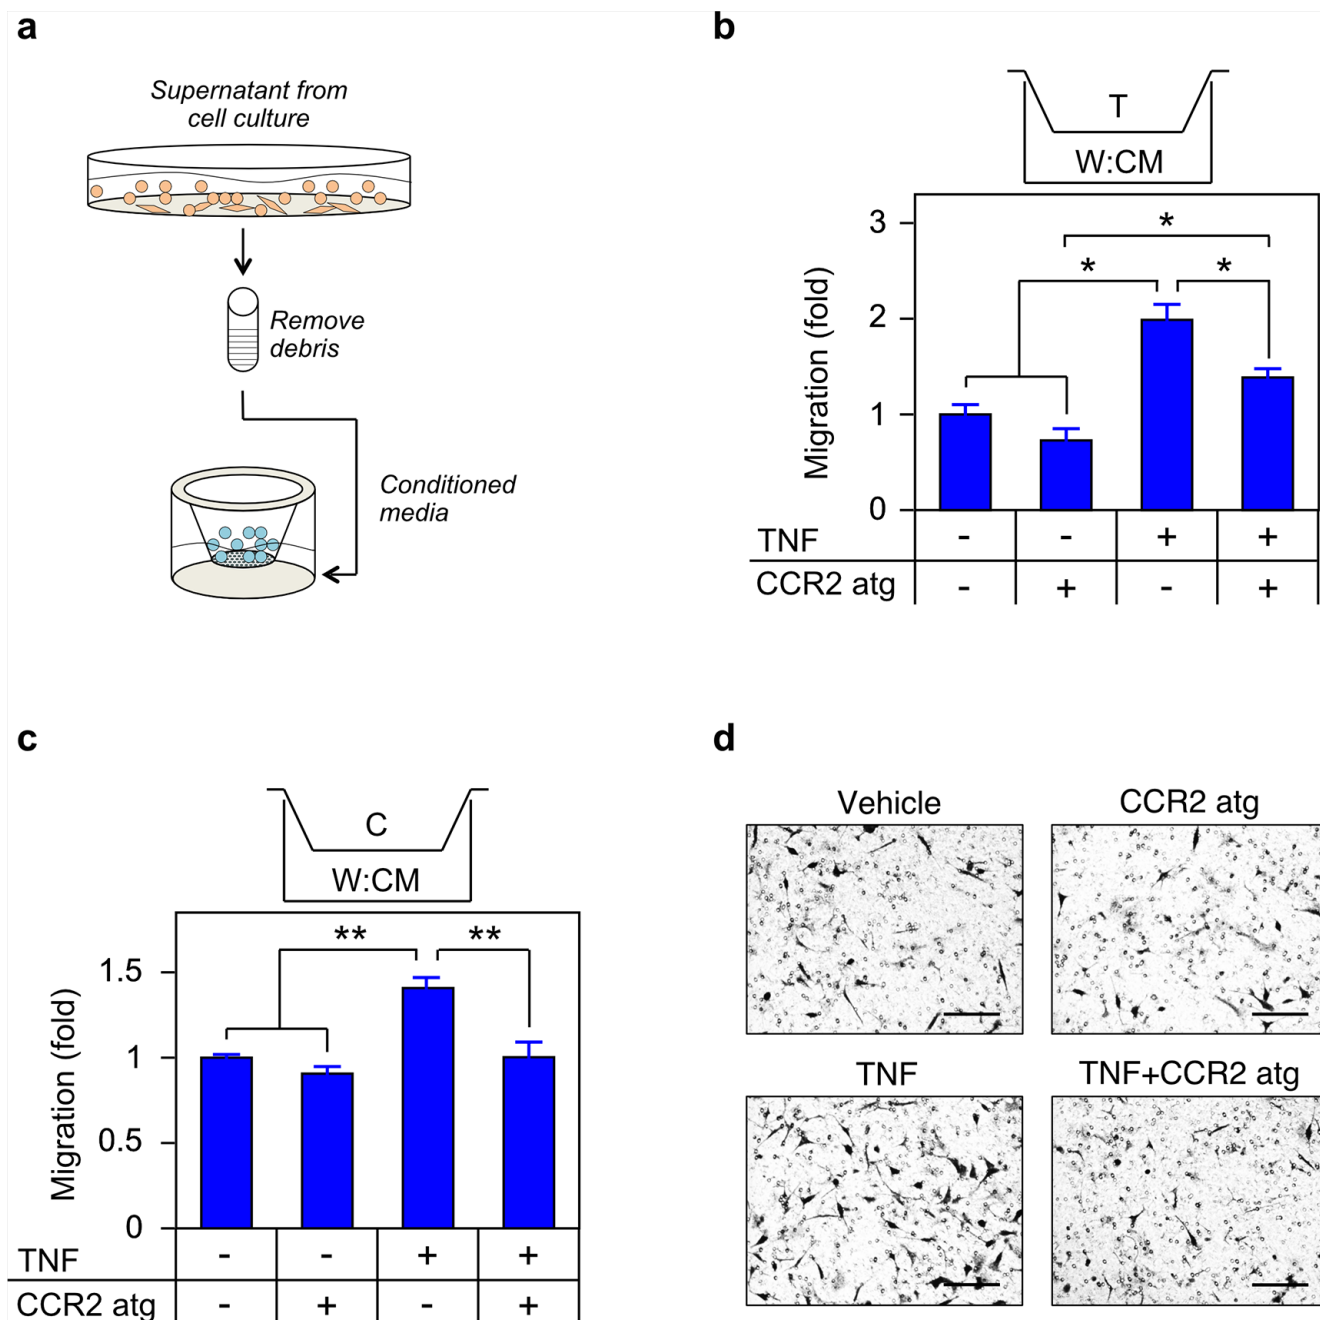 a
Supernatant from
cell culture
Remove
debris
Conditioned
media
b
T
W:CM
3
2
1
0
Migration (fold)
*
*
*
TNF - - + +
CCR2 atg - + - +
c
C
W:CM
1.5
1
0.5
0
Migration (fold)
**
**
TNF - - + +
CCR2 atg - + - +
d
Vehicle
CCR2 atg
TNF
TNF+CCR2 atg